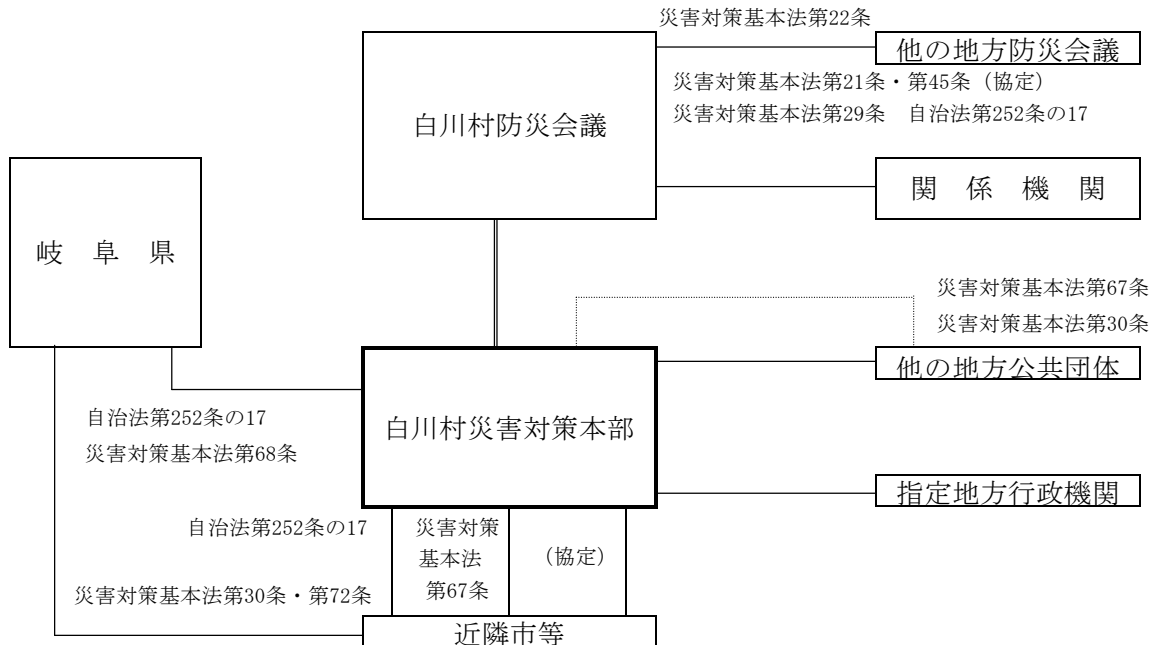 災害対策基本法第22条
他の地方防災会議
災害対策基本法第21条・第45条（協定）
災害対策基本法第29条　自治法第252条の17
白川村防災会議
関　係　機　関
岐　阜　県
災害対策基本法第67条
災害対策基本法第30条
他の地方公共団体
自治法第252条の17
災害対策基本法第68条
白川村災害対策本部
指定地方行政機関
自治法第252条の17
災害対策
基本法
第67条
（協定）
災害対策基本法第30条・第72条
近隣市等